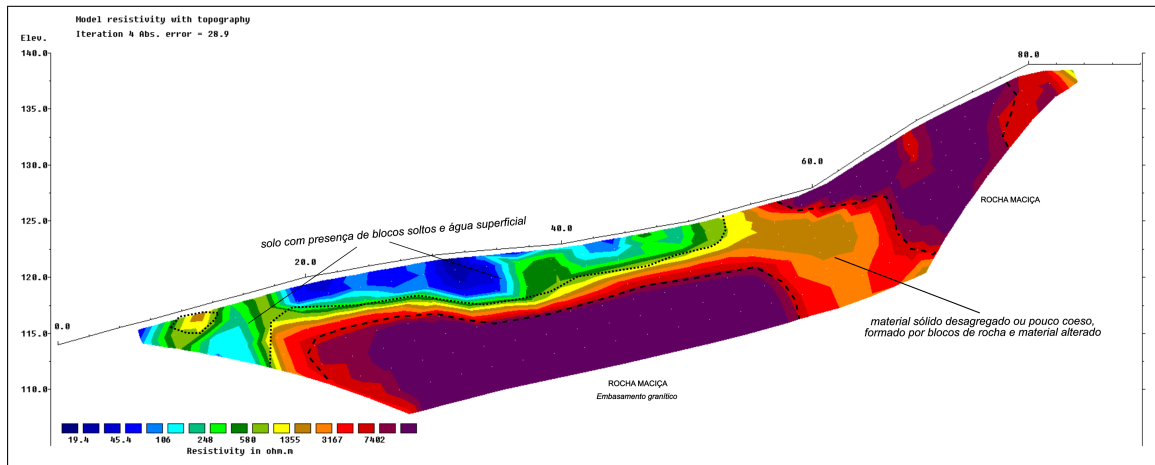 Model resistivity with topography
Iteration 4 Abs. error = 28.9
Elev.
140.0
135.0
130.0
125.0
120.0
115.0
110.0
0.0
20.0
40.0
60.0
80.0
solo com presença de blocos soltos e água superficial
ROCHA MACIÇA
material sólido desagregado ou pouco coeso,
formado por blocos de rocha e material alterado
ROCHA MACIÇA
Embasamento granítico
19.4 45.4 106 248 580 1355 3167 7402
Resistivity in ohm.m